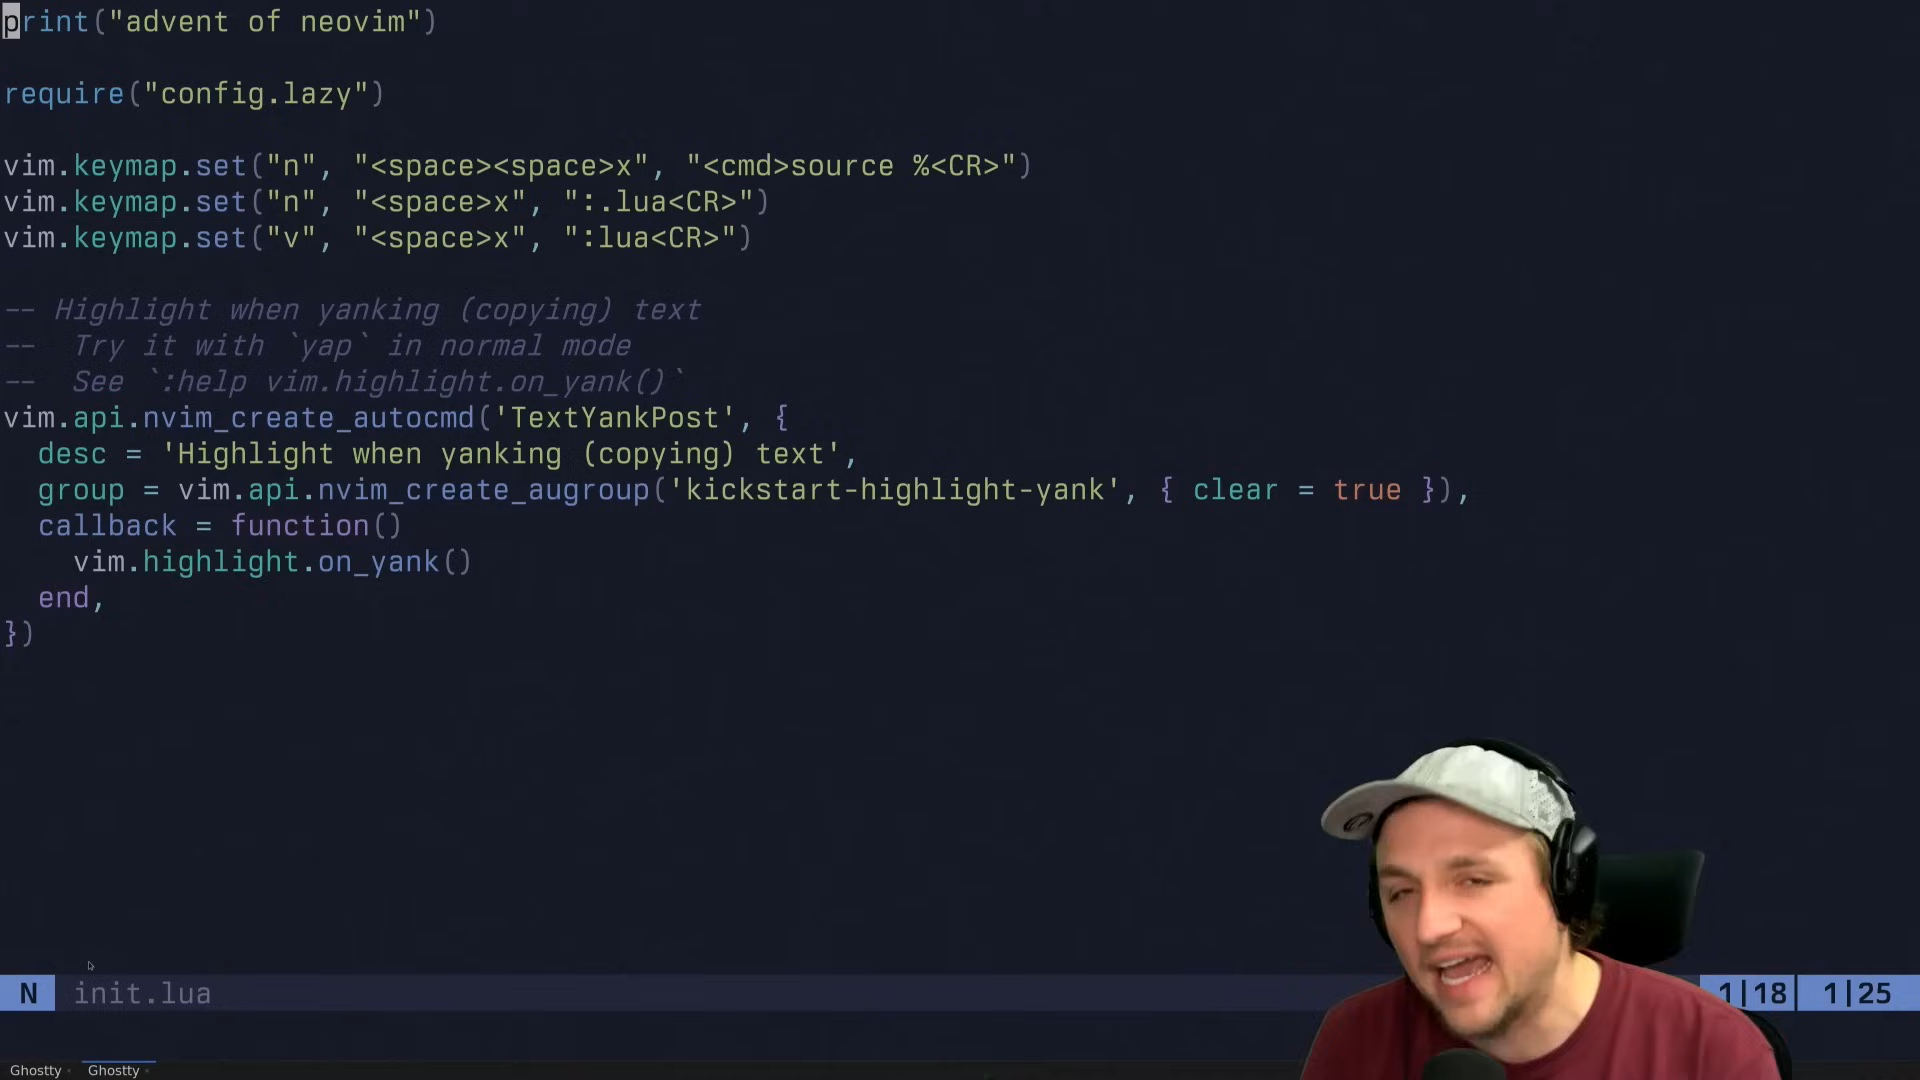 print("advent of neovim")
require("config.lazy")
vim.keymap.set("n", "<space><space>x", "<cmd>source %<CR>")
vim.keymap.set("n", "<space>x", ":.lua<CR>")
vim.keymap.set("v", "<space>x", ":lua<CR>")
-- Highlight when yanking (copying) text
--  Try it with `yap` in normal mode
--  See `:help vim.highlight.on_yank()`
vim.api.nvim_create_autocmd('TextYankPost', {
  desc = 'Highlight when yanking (copying) text',
  group = vim.api.nvim_create_augroup('kickstart-highlight-yank', { clear = true }),
  callback = function()
    vim.highlight.on_yank()
  end,
})
N init.lua 1|18 1|25
Ghostty Ghostty